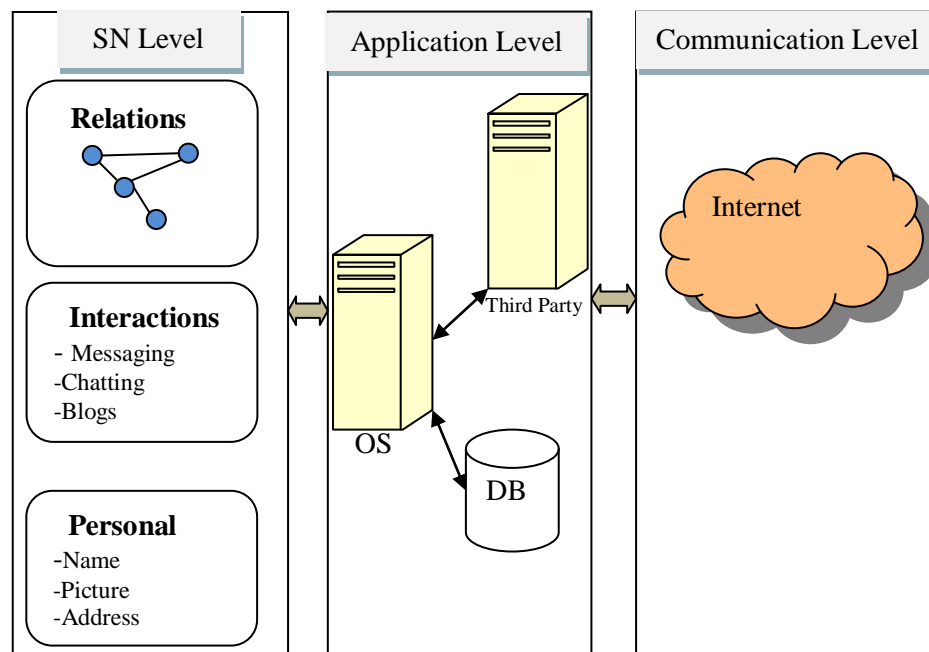 SN Level
Relations
Interactions
- Messaging
-Chatting
-Blogs
Personal
-Name
-Picture
-Address
Application Level
Third Party
OS
DB
Communication Level
Internet